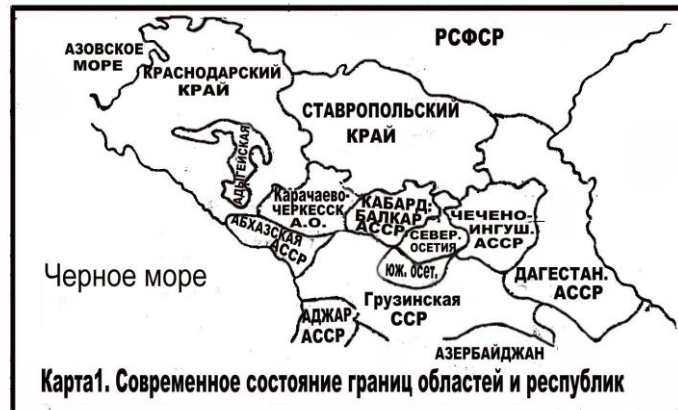 РСФСР
АЗОВСКОЕ
МОРЕ
КРАСНОДАРСКИЙ
КРАЙ
СТАВРОПОЛЬСКИЙ
КРАЙ
АДЫГЕЙСКАЯ
Карачаево-
ЧЕРКЕССК
А.О.
КАБАРД:
БАЛКАР.
АССР
СЕВЕР.
ОСЕТИЯ
ЧЕЧЕНО-
ИНГУШ.
АССР
АБХАЗСКАЯ
АССР
ЮЖ. ОСЕТ.
ДАГЕСТАН.
АССР
Черное море
Грузинская
ССР
АДЖАР
АССР
АЗЕРБАЙДЖАН
Карта1. Современное состояние границ областей и республик